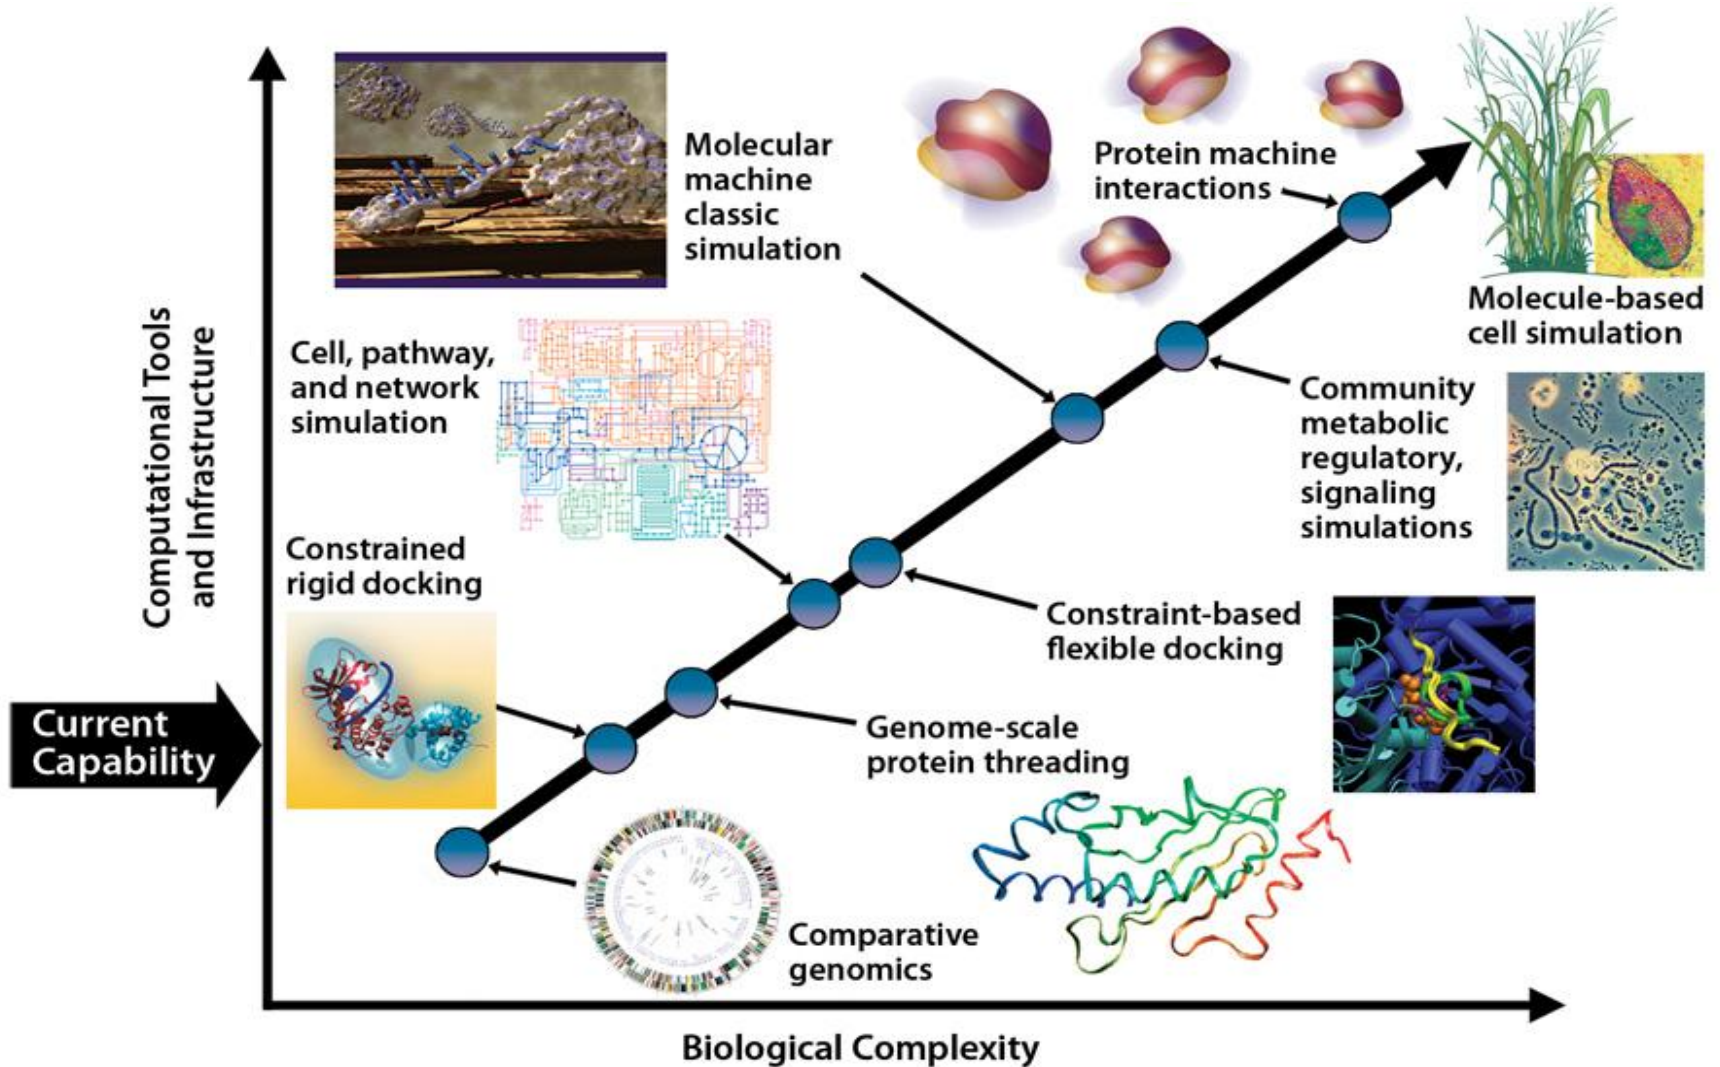 Molecular
machine
classic
simulation
Protein machine
interactions
Molecule-based
cell simulation
Cell, pathway,
and network
simulation
Community
metabolic
regulatory,
signaling
simulations
Computational Tools
and Infrastructure
Constrained
rigid docking
Constraint-based
flexible docking
Current
Capability
Genome-scale
protein threading
Comparative
genomics
Biological Complexity